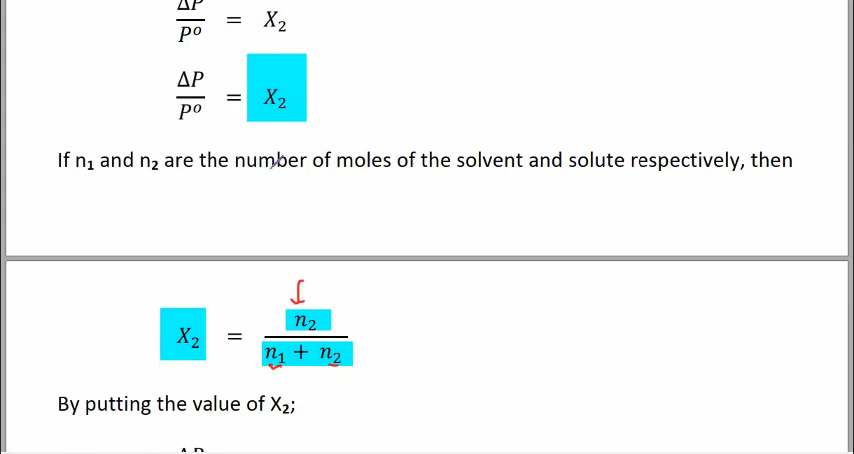 ΔP
P° = X₂
ΔP
P° = X₂
If n₁ and n₂ are the number of moles of the solvent and solute respectively, then
X₂ = n₂
n₁ + n₂
By putting the value of X₂;
ΔP